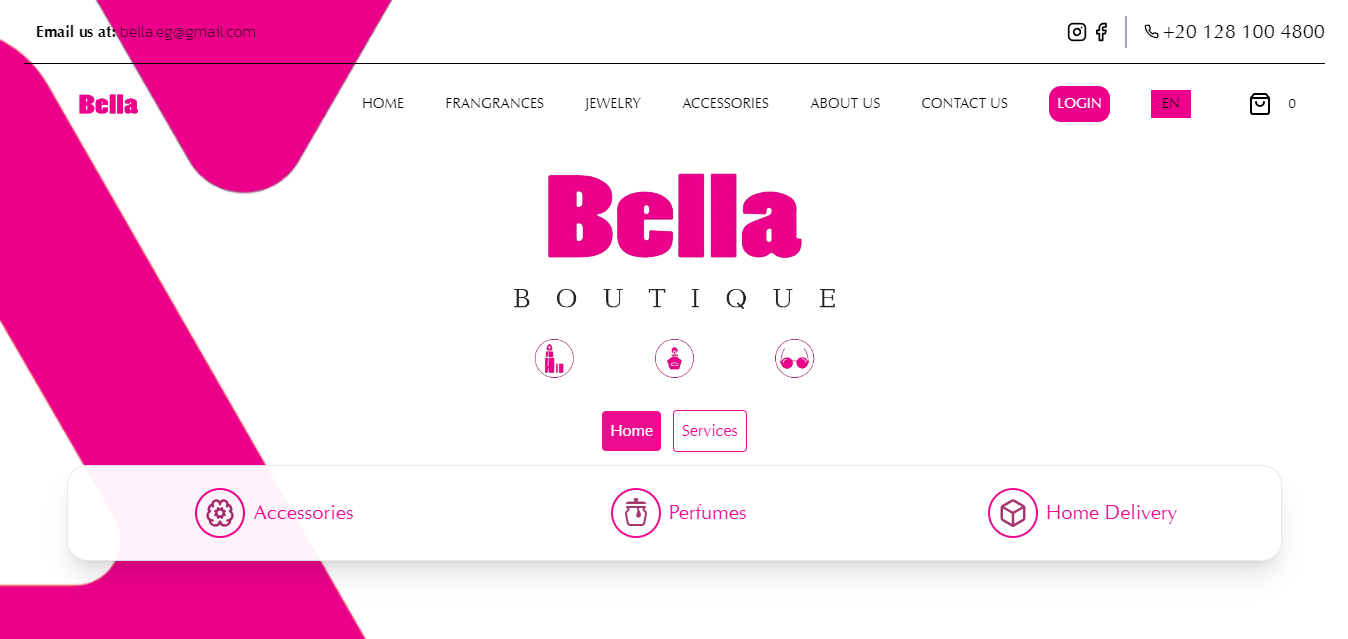 Email us at: bella.eg@gmail.com
+20 128 100 4800
Bella
HOME
FRANGRANCES
JEWELRY
ACCESSORIES
ABOUT US
CONTACT US
LOGIN
EN
0
Bella
BOUTIQUE
Home
Services
Accessories
Perfumes
Home Delivery